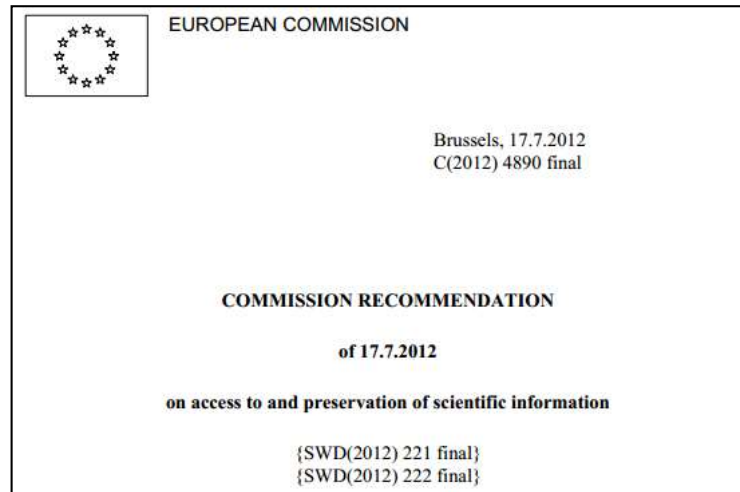 EUROPEAN COMMISSION
Brussels, 17.7.2012
C(2012) 4890 final
COMMISSION RECOMMENDATION
of 17.7.2012
on access to and preservation of scientific information
{SWD(2012) 221 final}
{SWD(2012) 222 final}